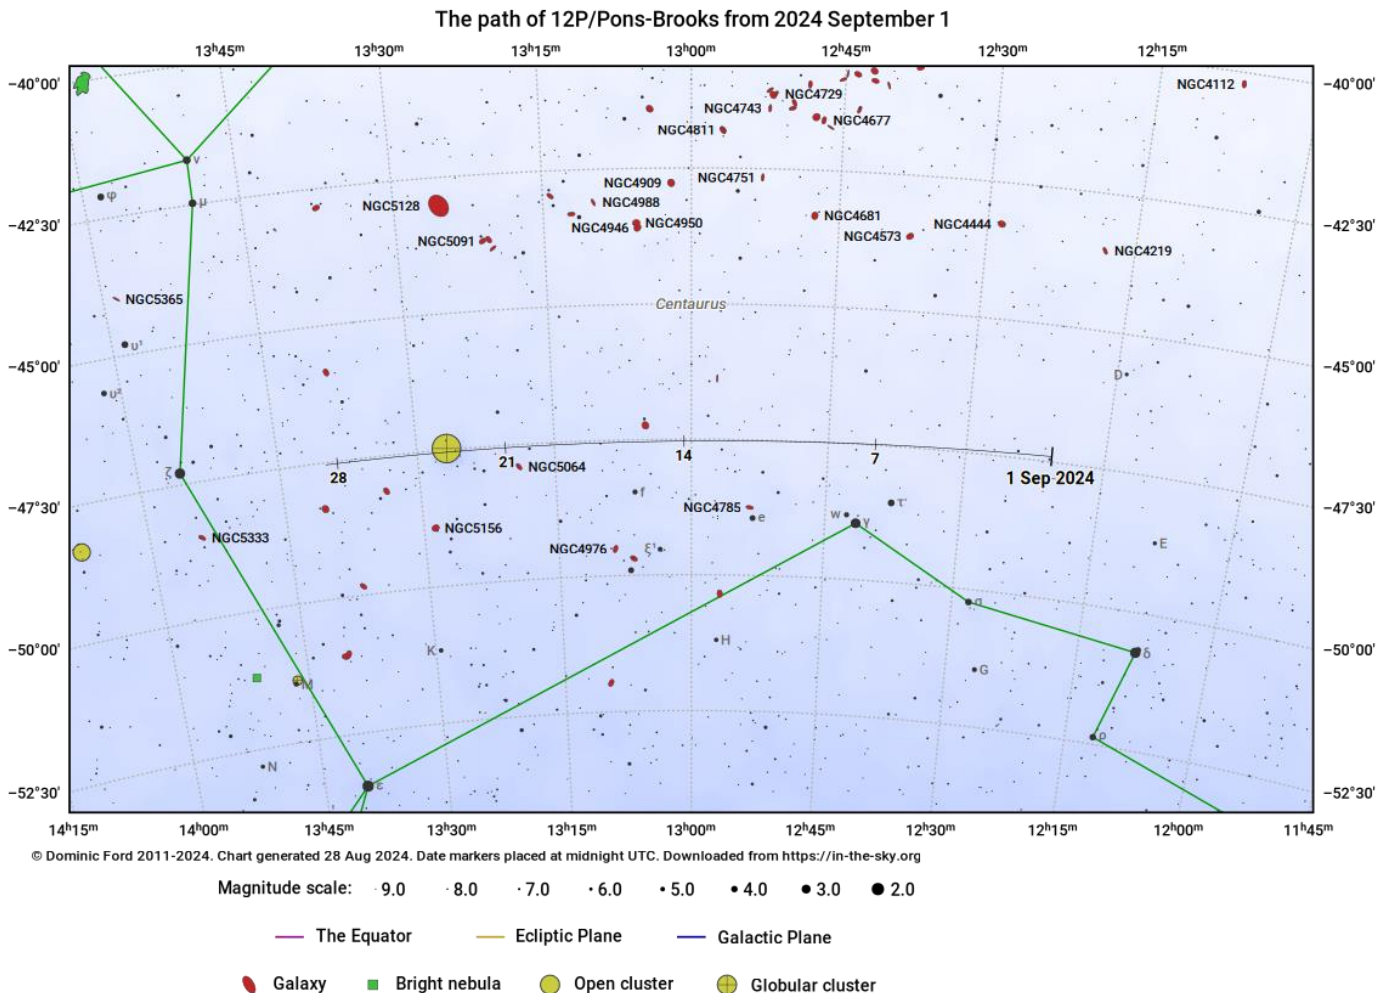 The path of 12P/Pons-Brooks from 2024 September 1
13h45m 13h30m 13h15m 13h00m 12h45m 12h30m 12h15m
−40°00' −40°00'
NGC4729 NGC4112
NGC4743
NGC4677
NGC4811
ν
NGC4751
NGC4909
φ
μ NGC5128 NGC4988
NGC4681
NGC4946 NGC4950 NGC4444
−42°30' −42°30'
NGC5091 NGC4573
NGC4219
NGC5365 Centaurus
υ¹
−45°00' −45°00'
D
υ²
21 14 7
ζ NGC5064
28 1 Sep 2024
f
−47°30' NGC4785 e w γ τ −47°30'
NGC5156
NGC5333 NGC4976 ξ¹ E
σ
H
−50°00' K δ −50°00'
G
M
ρ
N
ε
−52°30' −52°30'
14h15m 14h00m 13h45m 13h30m 13h15m 13h00m 12h45m 12h30m 12h15m 12h00m 11h45m
© Dominic Ford 2011-2024. Chart generated 28 Aug 2024. Date markers placed at midnight UTC. Downloaded from https://in-the-sky.org
Magnitude scale: 9.0 8.0 7.0 6.0 5.0 4.0 3.0 2.0
The Equator Ecliptic Plane Galactic Plane
Galaxy Bright nebula Open cluster Globular cluster